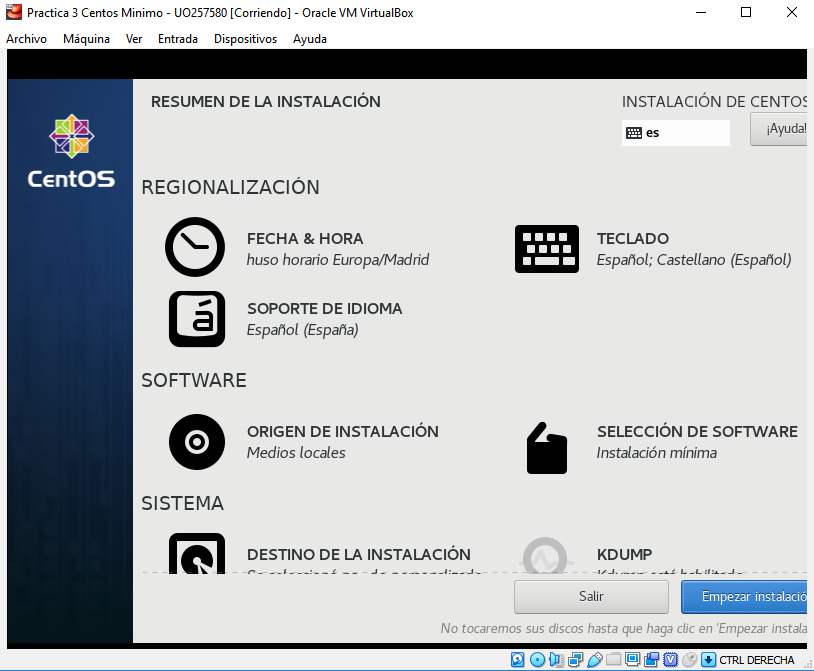 Practica 3 Centos Minimo - UO257580 [Corriendo] - Oracle VM VirtualBox
Archivo Máquina Ver Entrada Dispositivos Ayuda
RESUMEN DE LA INSTALACIÓN
INSTALACIÓN DE CENTOS
es
¡Ayuda!
CentOS
REGIONALIZACIÓN
FECHA & HORA
huso horario Europa/Madrid
TECLADO
Español; Castellano (Español)
á
SOPORTE DE IDIOMA
Español (España)
SOFTWARE
ORIGEN DE INSTALACIÓN
Medios locales
SELECCIÓN DE SOFTWARE
Instalación mínima
SISTEMA
DESTINO DE LA INSTALACIÓN
KDUMP
Kdump está habilitado
Salir
Empezar instalació
No tocaremos sus discos hasta que haga clic en 'Empezar instala
CTRL DERECHA